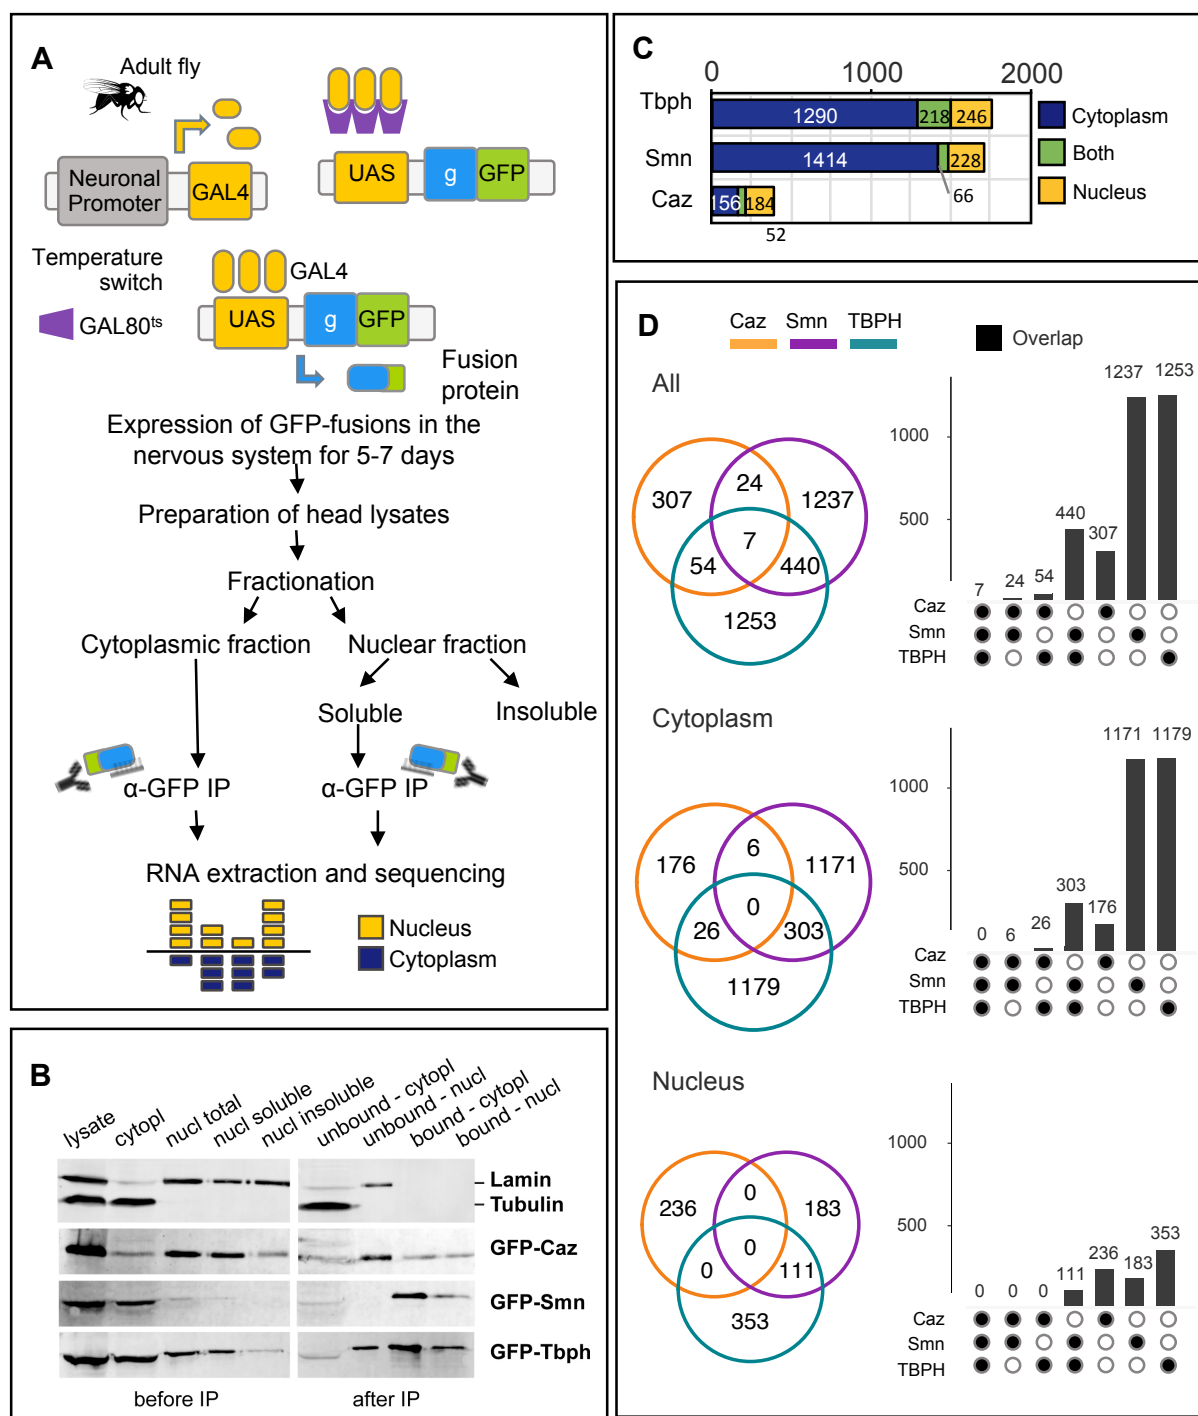 A
Adult fly
Neuronal
Promoter
GAL4
UAS
g
GFP
Temperature
switch
GAL80ts
GAL4
UAS
g
GFP
Fusion
protein
Expression of GFP-fusions in the
nervous system for 5-7 days
Preparation of head lysates
Fractionation
Cytoplasmic fraction
Nuclear fraction
Soluble
Insoluble
α-GFP IP
α-GFP IP
RNA extraction and sequencing
Nucleus
Cytoplasm
B
lysate
cytopl
nucl total
nucl soluble
nucl insoluble
unbound - cytopl
unbound - nucl
bound - cytopl
bound - nucl
Lamin
Tubulin
GFP-Caz
GFP-Smn
GFP-Tbph
before IP
after IP
C
0 1000 2000
Tbph 1290 218 246
Smn 1414 228
66
Caz 156 184
52
Cytoplasm
Both
Nucleus
D
Caz Smn TBPH
Overlap
All
307 24 1237
7
54 440
1253
1000
500
7 24 54 440 307 1237 1253
Caz
Smn
TBPH
Cytoplasm
176 6 1171
0
26 303
1179
1000
500
0 6 26 303 176 1171 1179
Caz
Smn
TBPH
Nucleus
236 0 183
0
0 111
353
1000
500
0 0 0 111 236 183 353
Caz
Smn
TBPH